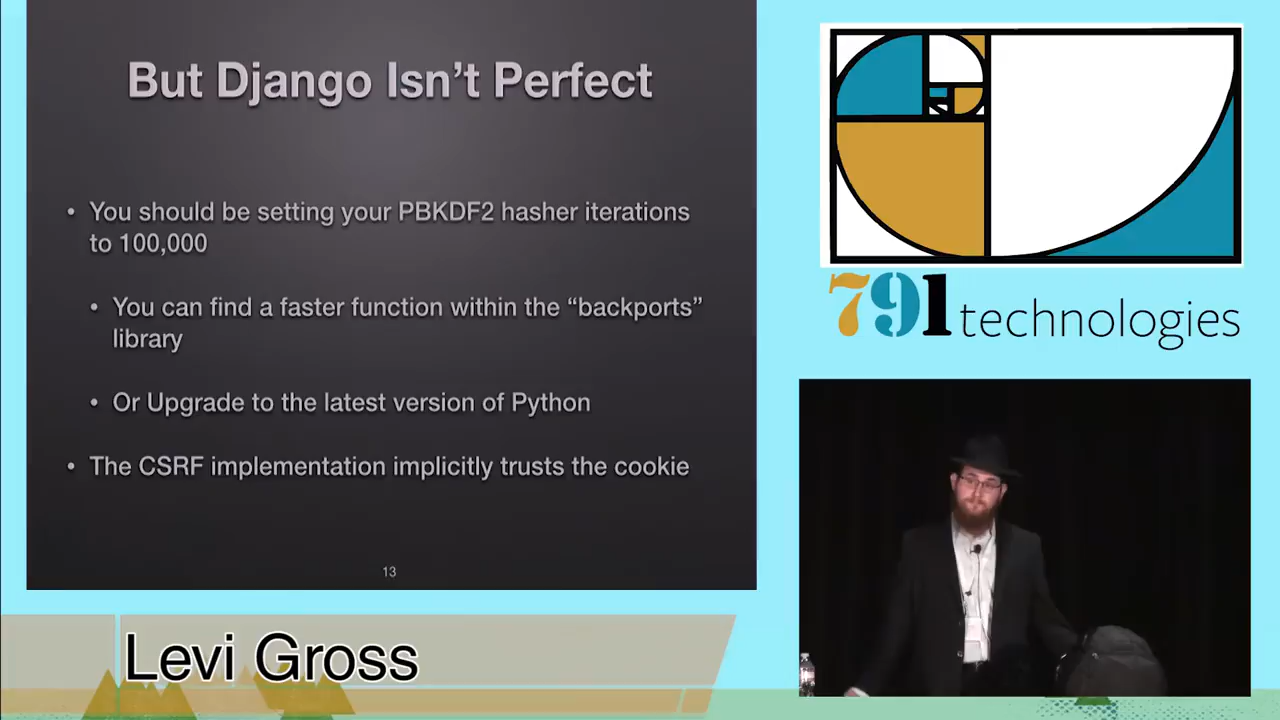 But Django Isn't Perfect
• You should be setting your PBKDF2 hasher iterations
to 100,000
• You can find a faster function within the “backports”
library
• Or Upgrade to the latest version of Python
• The CSRF implementation implicitly trusts the cookie
13
791 technologies
Levi Gross